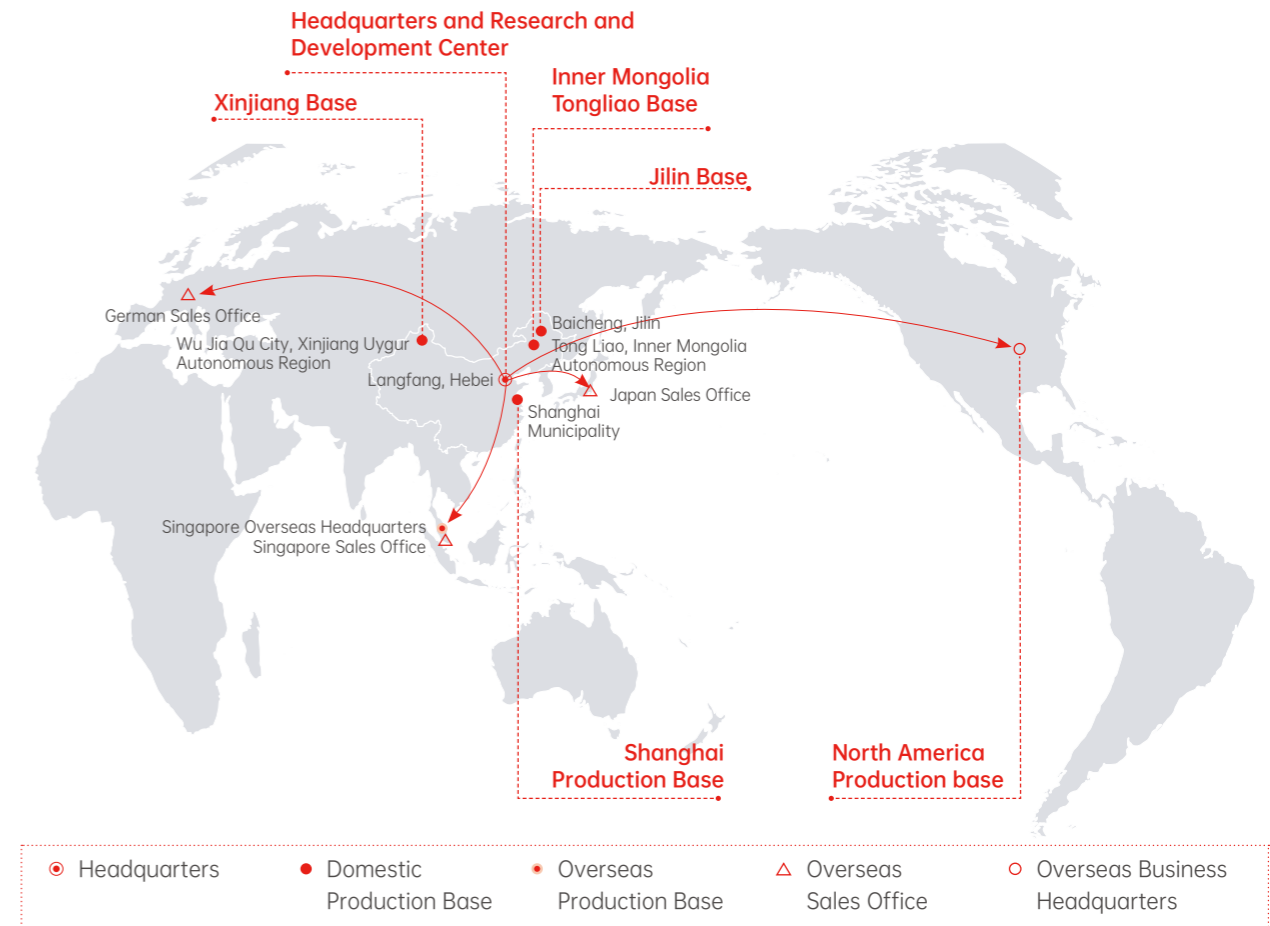 Headquarters and Research and
Development Center
Inner Mongolia
Tongliao Base
Xinjiang Base
Jilin Base
German Sales Office
Baicheng, Jilin
Wu Jia Qu City, Xinjiang Uygur
Autonomous Region
Tong Liao, Inner Mongolia
Autonomous Region
Langfang, Hebei
Japan Sales Office
Shanghai
Municipality
Singapore Overseas Headquarters
Singapore Sales Office
Shanghai
Production Base
North America
Production base
Headquarters
Domestic
Production Base
Overseas
Production Base
Overseas
Sales Office
Overseas Business
Headquarters